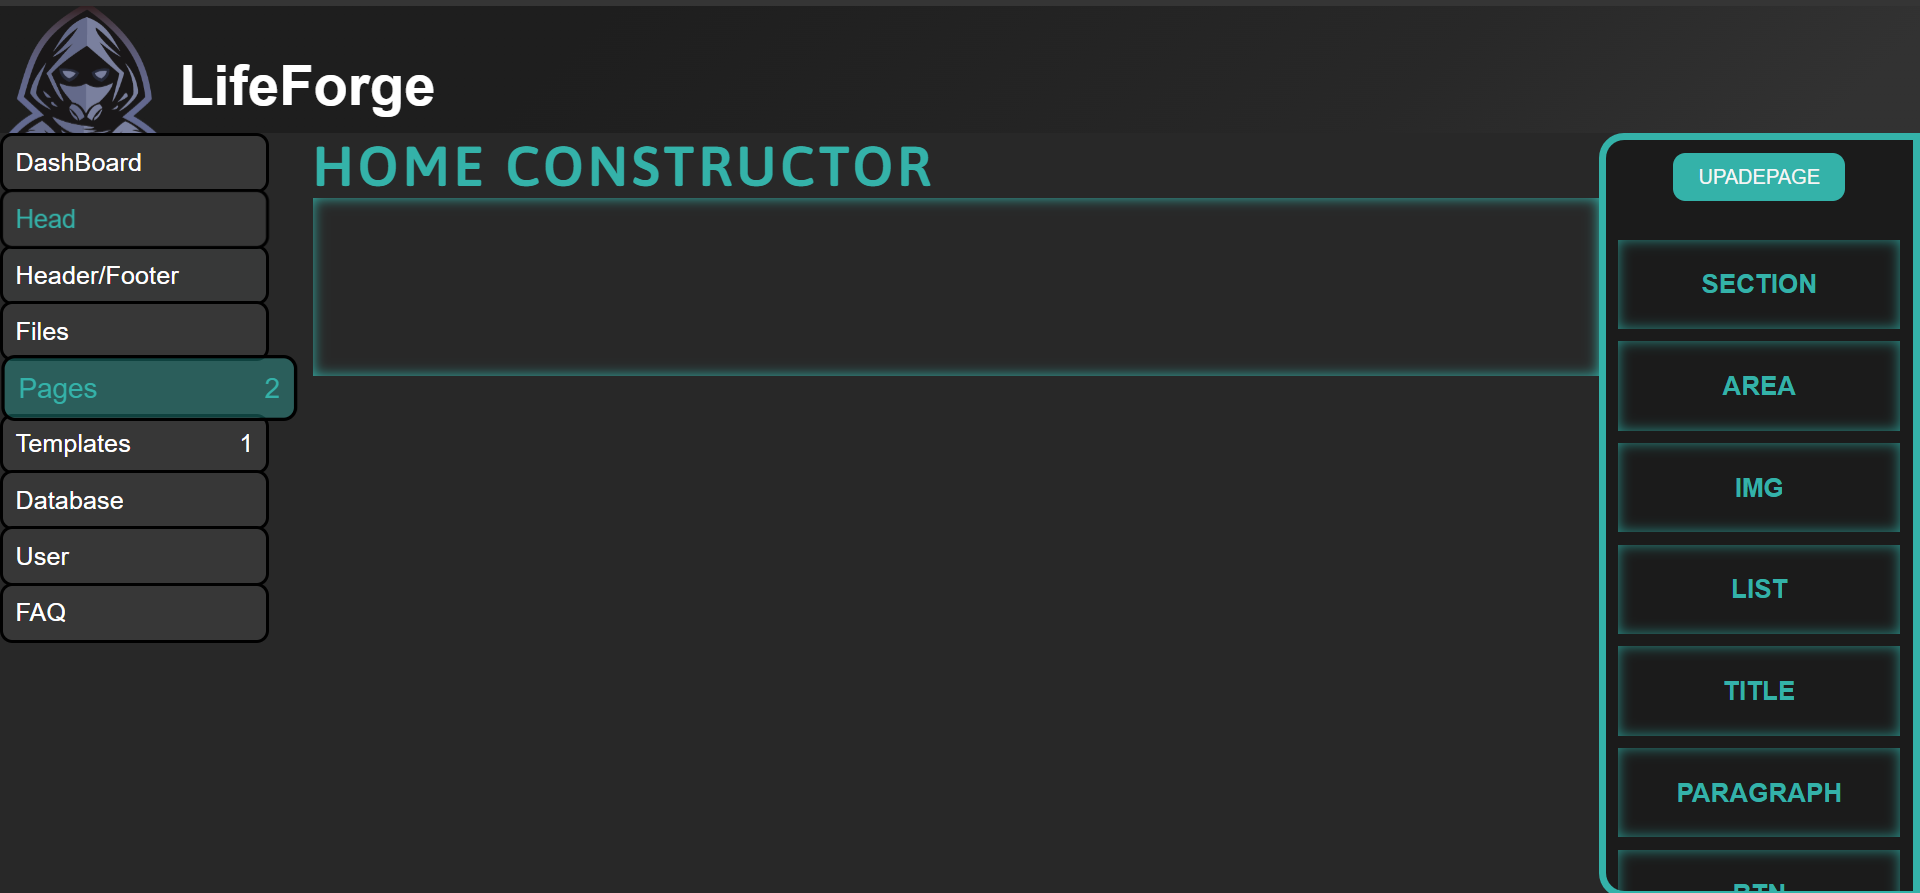 LifeForge
DashBoard
Head
Header/Footer
Files
Pages 2
Templates 1
Database
User
FAQ
HOME CONSTRUCTOR
UPADEPAGE
SECTION
AREA
IMG
LIST
TITLE
PARAGRAPH
BTN